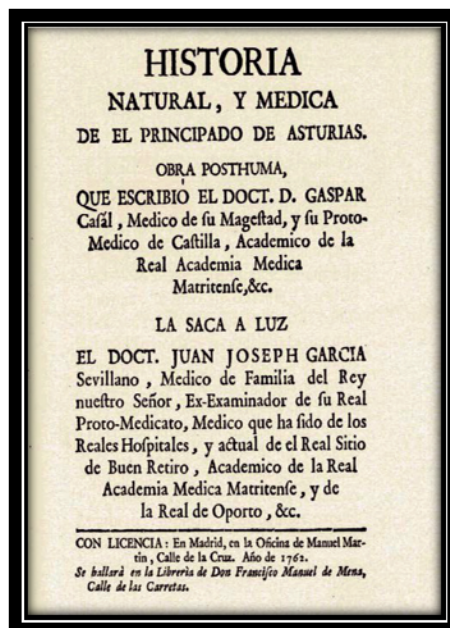 HISTORIA
NATURAL, Y MEDICA
DE EL PRINCIPADO DE ASTURIAS.
OBRA POSTHUMA,
QUE ESCRIBIÒ EL DOCT. D. GASPAR
Casál, Medico de ſu Mageſtad, y ſu Proto-
Medico de Caſtilla, Academico de la
Real Academia Medica
Matritenſe, &c.
LA SACA A LUZ
EL DOCT. JUAN JOSEPH GARCIA
Sevillano, Medico de Familia del Rey
nueſtro Señor, Ex-Examinador de ſu Real
Proto-Medicato, Medico que ha ſido de los
Reales Hoſpitales, y actual de el Real Sitio
de Buen Retiro, Academico de la Real
Academia Medica Matritenſe, y de
la Real de Oporto, &c.
CON LICENCIA: En Madrid, en la Oficina de Manuel Mar-
tin, Calle de la Cruz. Año de 1762.
Se hallarà en la Libreria de Don Franciſco Manuel de Mena,
Calle de las Carretas.